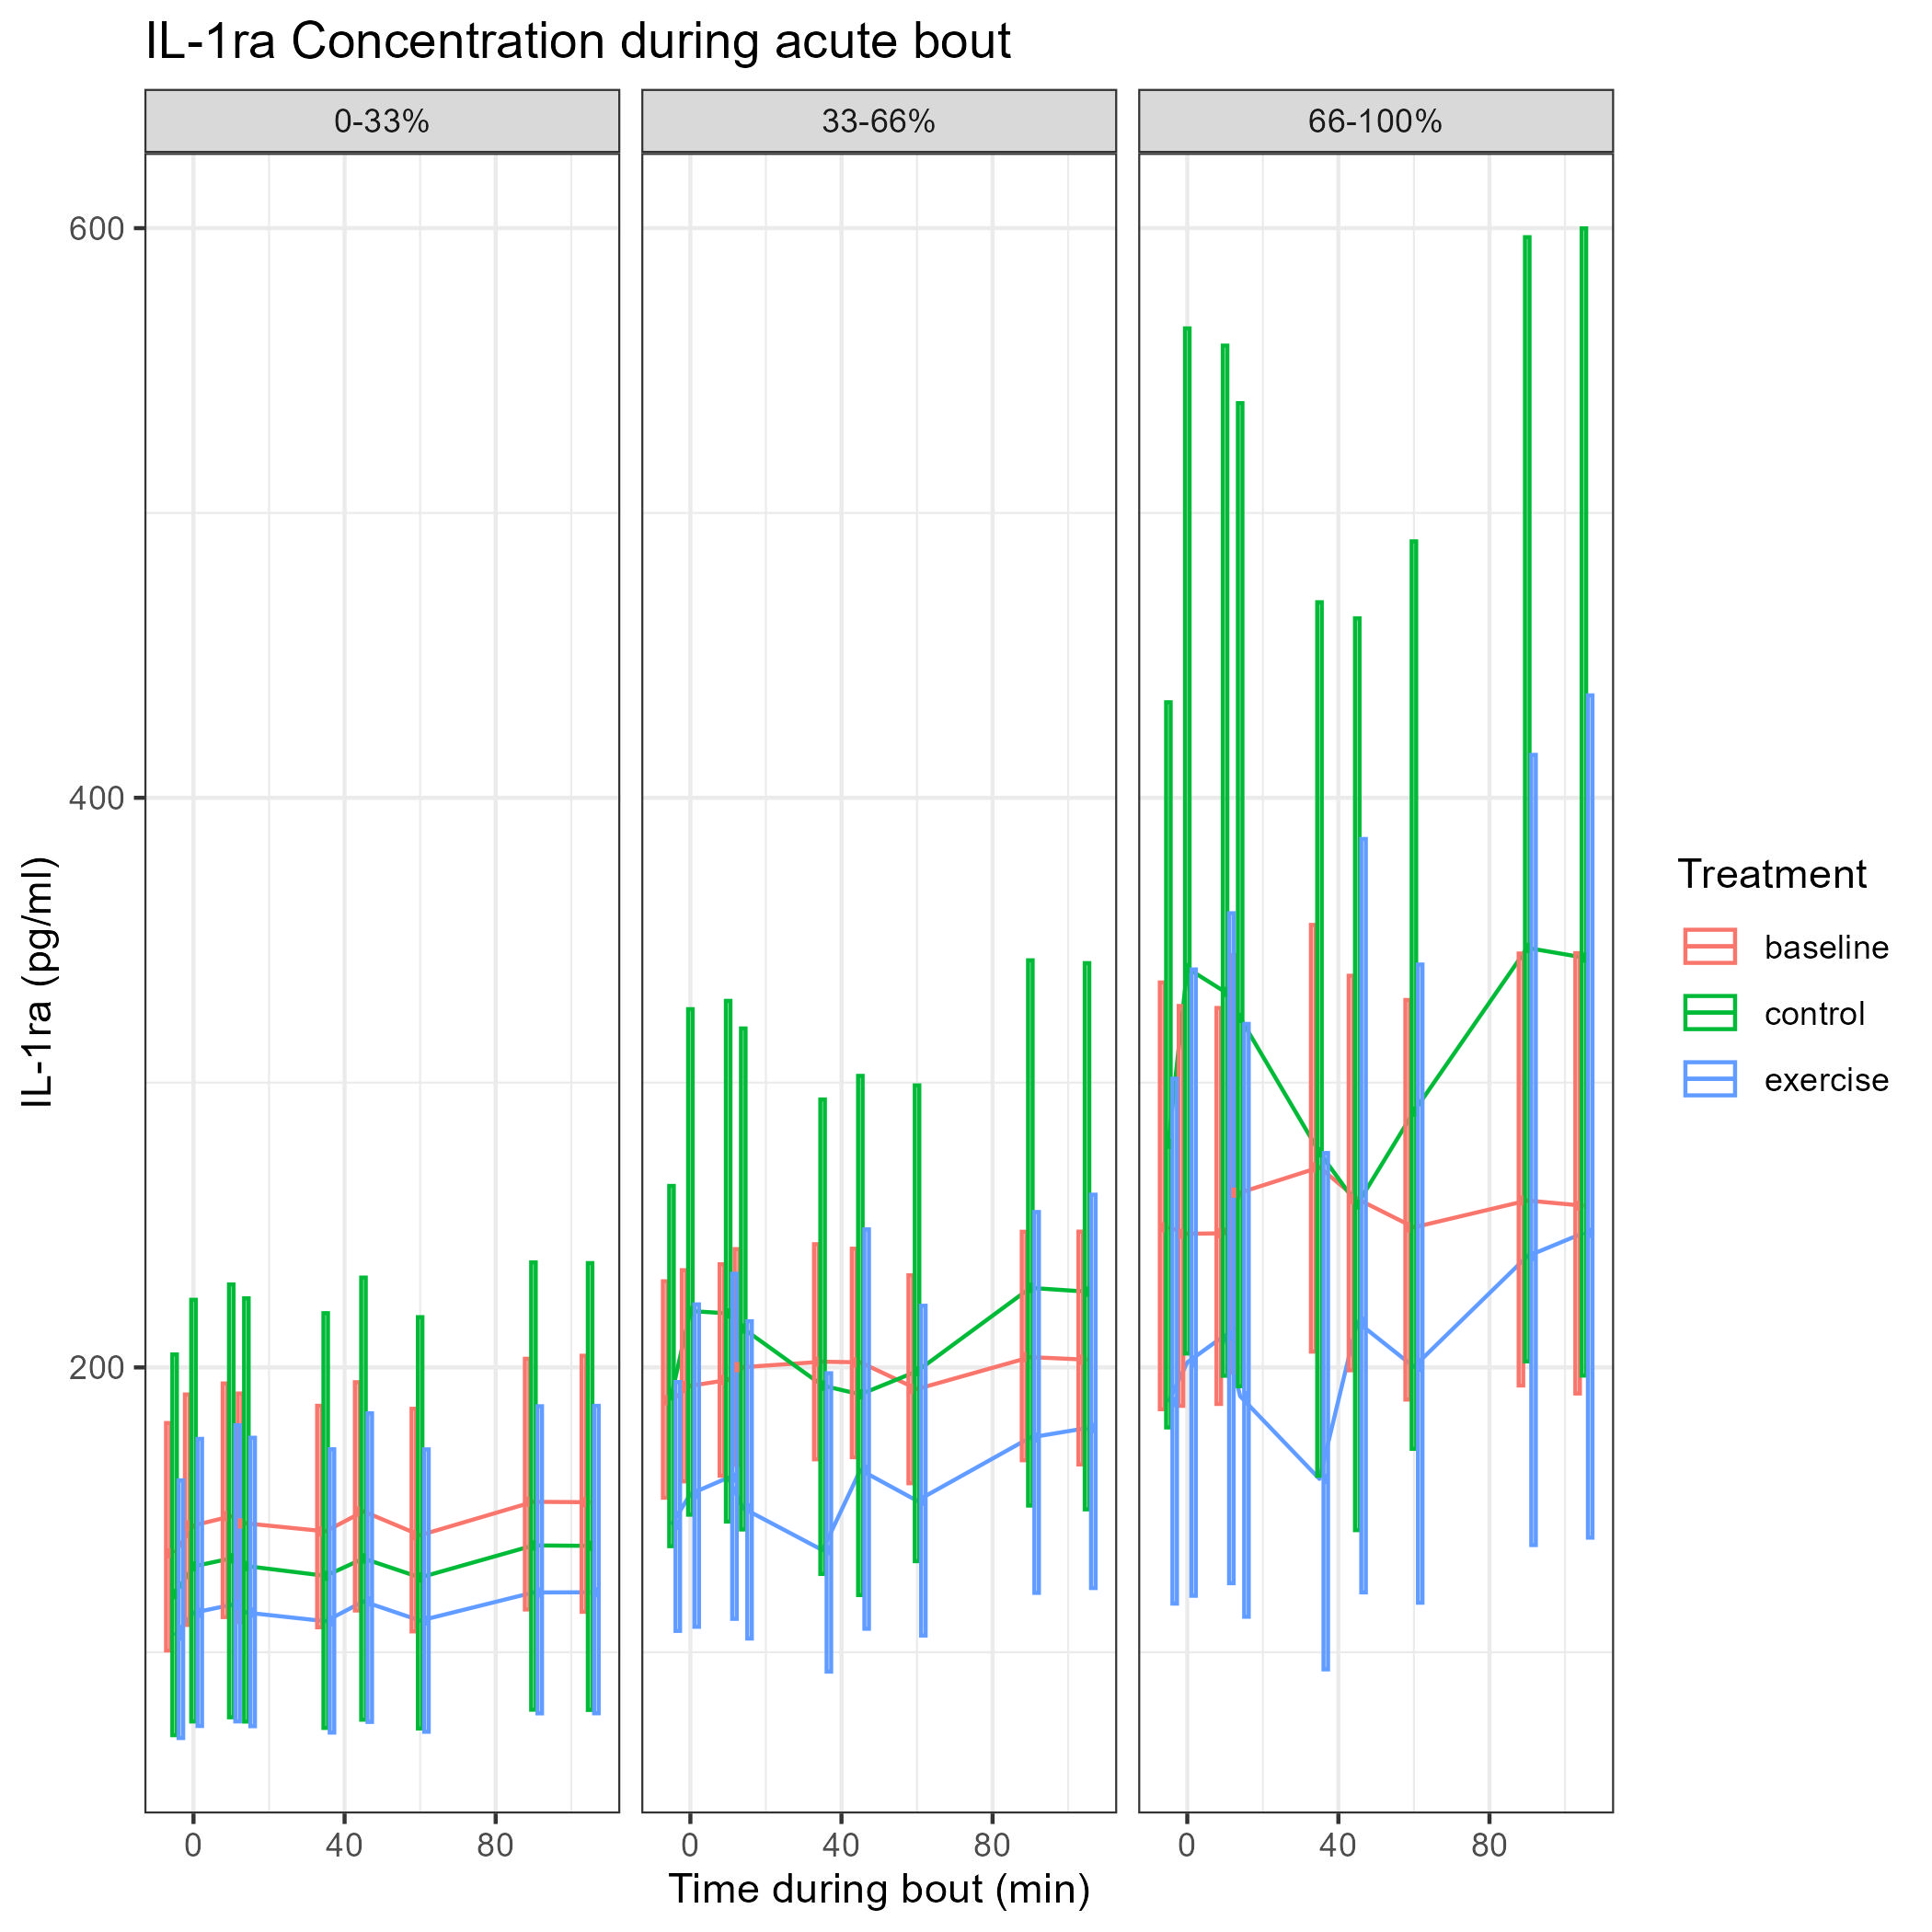 IL-1ra Concentration during acute bout
0-33% 33-66% 66-100%
600
400
200
IL-1ra (pg/ml)
0 40 80 0 40 80 0 40 80
Time during bout (min)
Treatment
baseline
control
exercise